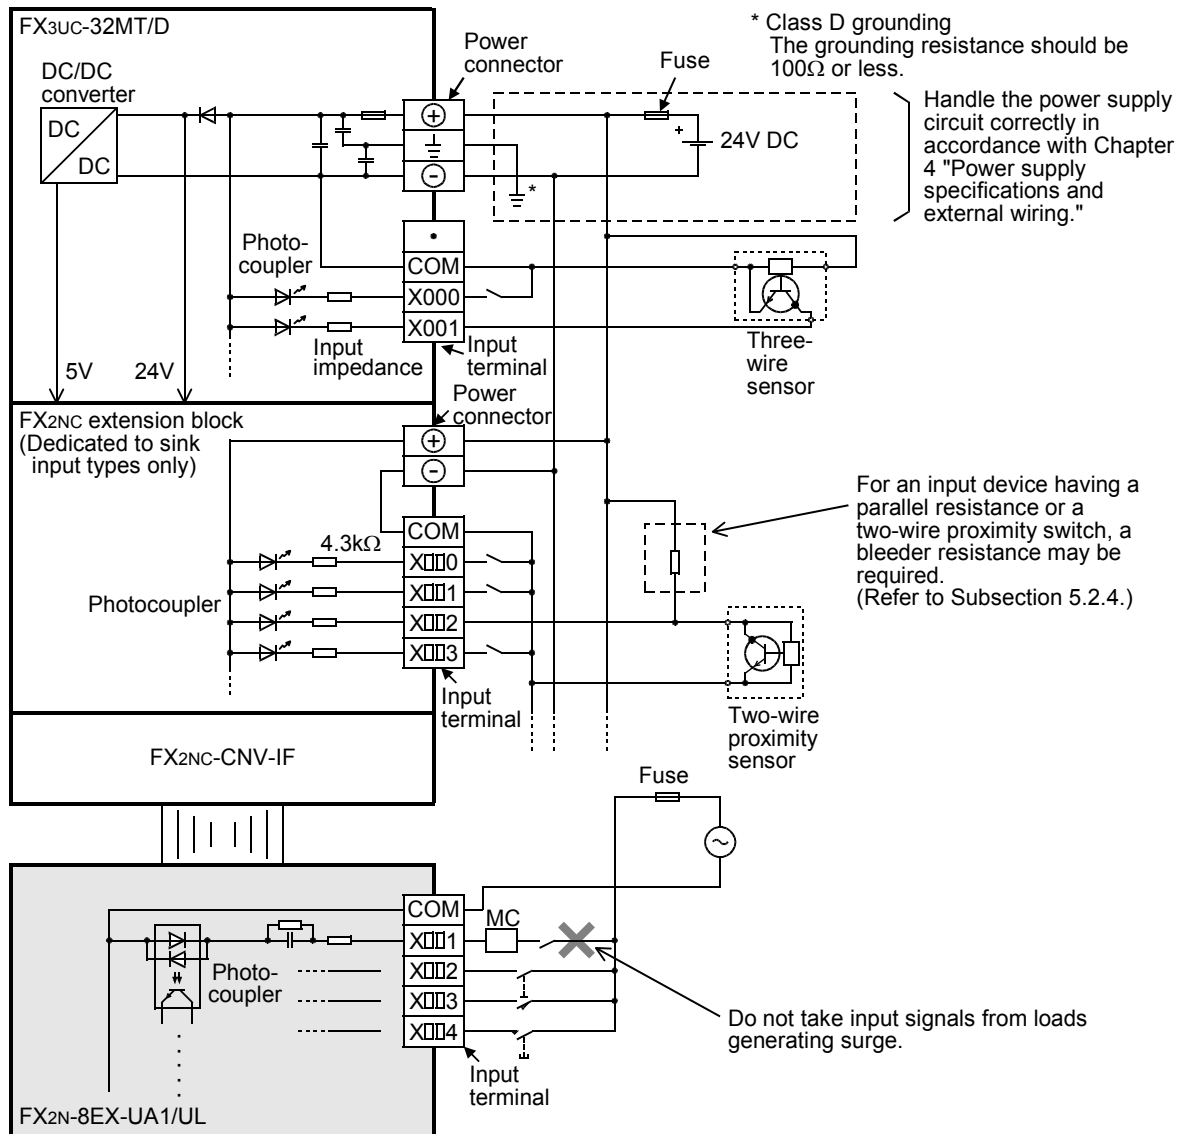 FX3UC-32MT/D
DC/DC
converter
DC
DC
Power
connector
Fuse
* Class D grounding
The grounding resistance should be
100Ω or less.
+
24V DC
*
Handle the power supply
circuit correctly in
accordance with Chapter
4 "Power supply
specifications and
external wiring."
Photo-
coupler
COM
X000
X001
Input
impedance
Input
terminal
Three-
wire
sensor
5V
24V
FX2NC extension block
(Dedicated to sink
input types only)
Power
connector
COM
4.3kΩ
X▯▯0
X▯▯1
X▯▯2
X▯▯3
Photocoupler
Input
terminal
For an input device having a
parallel resistance or a
two-wire proximity switch, a
bleeder resistance may be
required.
(Refer to Subsection 5.2.4.)
Two-wire
proximity
sensor
FX2NC-CNV-IF
Fuse
COM
MC
X▯▯1
X▯▯2
X▯▯3
X▯▯4
Photo-
coupler
Do not take input signals from loads
generating surge.
Input
terminal
FX2N-8EX-UA1/UL